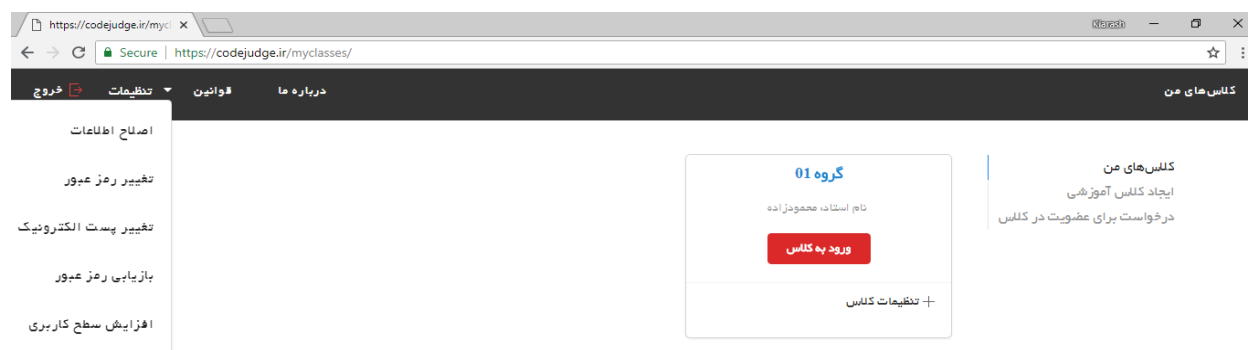 https://codejudge.ir/mycl
Kiarash
Secure | https://codejudge.ir/myclasses/
کلاس‌های من
درباره ما
قوانین
تنظیمات
خروج
اصلاح اطلاعات
تغییر رمز عبور
تغییر پست الکترونیک
بازیابی رمز عبور
افزایش سطح کاربری
کلاس‌های من
ایجاد کلاس آموزشی
درخواست برای عضویت در کلاس
گروه 01
نام استاد: محمودزاده
ورود به کلاس
+ تنظیمات کلاس